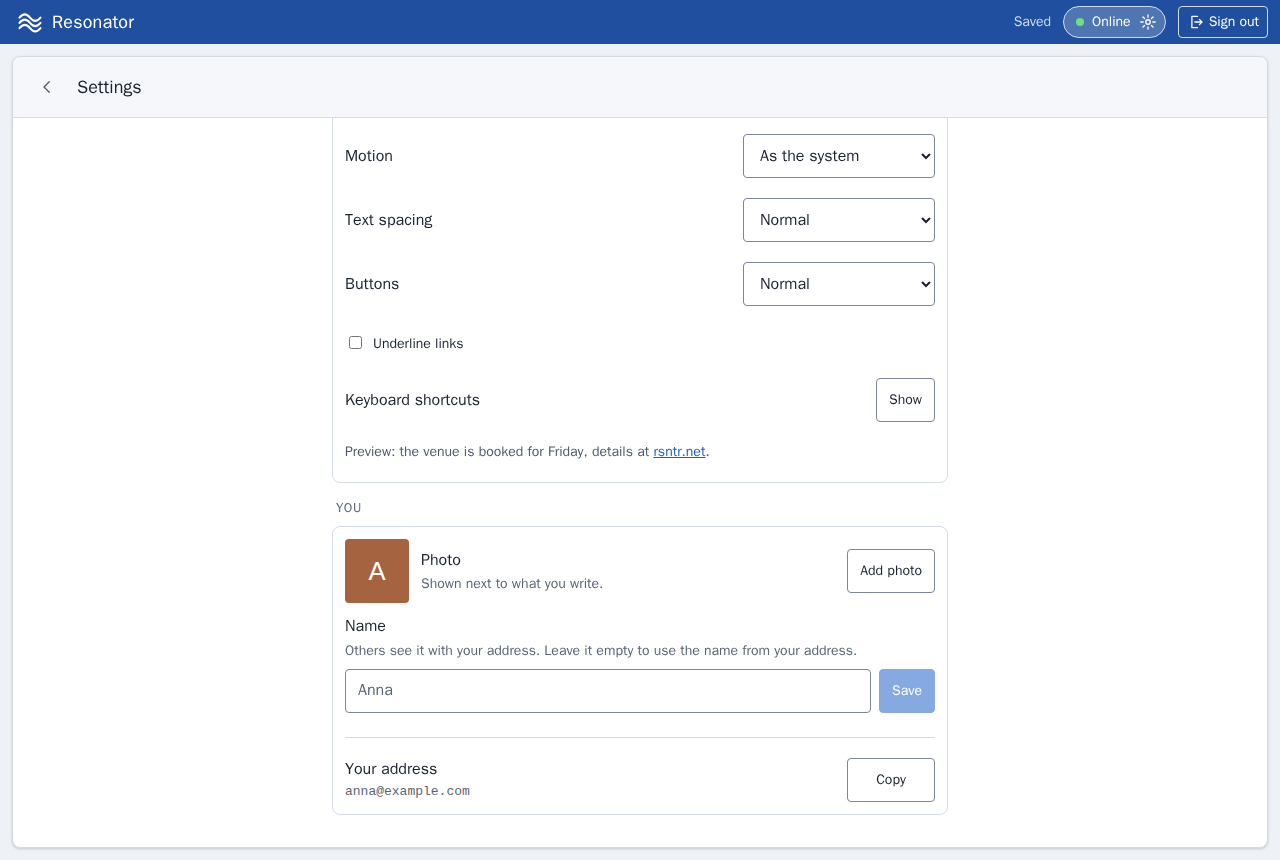 Resonator
Saved
Online
Sign out
Settings
Motion
As the system
Text spacing
Normal
Buttons
Normal
Underline links
Keyboard shortcuts
Show
Preview: the venue is booked for Friday, details at rsntr.net.
YOU
A
Photo
Shown next to what you write.
Add photo
Name
Others see it with your address. Leave it empty to use the name from your address.
Anna
Save
Your address
anna@example.com
Copy